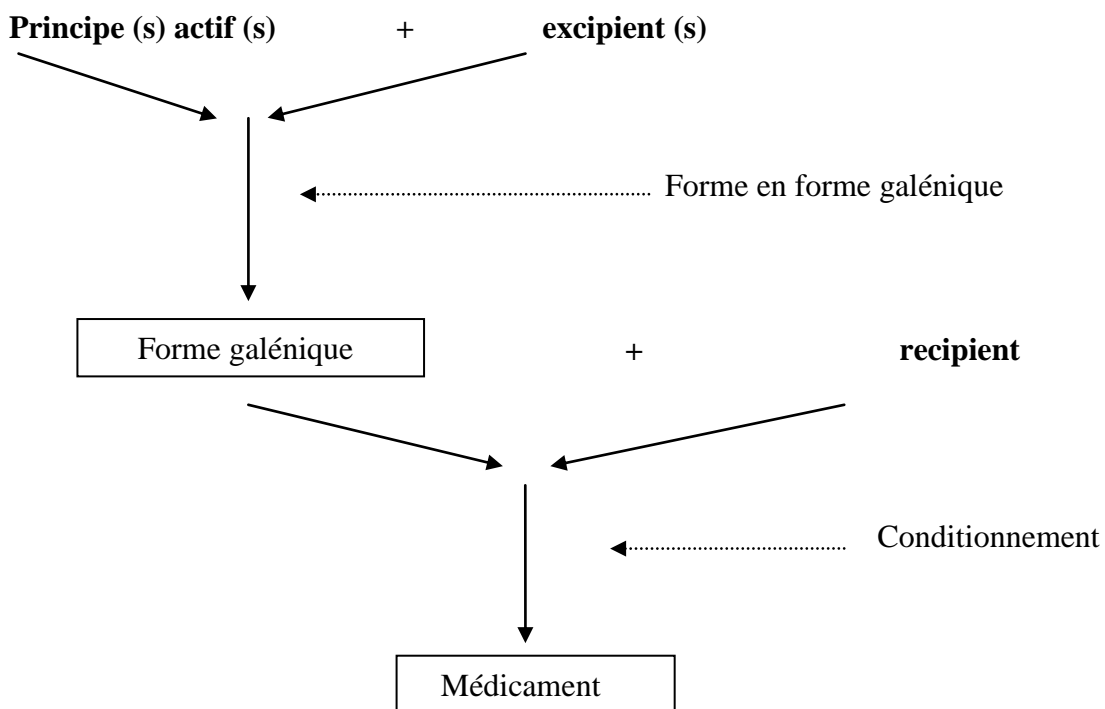 Principe (s) actif (s) + excipient (s)
Forme en forme galénique
Forme galénique + recipient
Conditionnement
Médicament